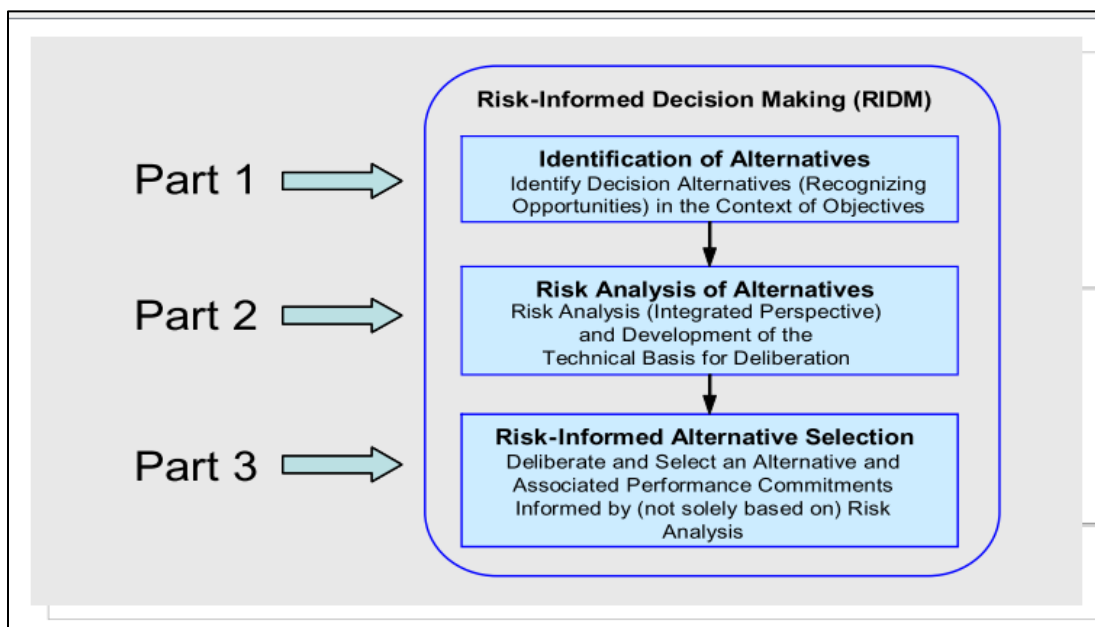 Risk-Informed Decision Making (RIDM)
Part 1
Identification of Alternatives
Identify Decision Alternatives (Recognizing
Opportunities) in the Context of Objectives
Part 2
Risk Analysis of Alternatives
Risk Analysis (Integrated Perspective)
and Development of the
Technical Basis for Deliberation
Part 3
Risk-Informed Alternative Selection
Deliberate and Select an Alternative and
Associated Performance Commitments
Informed by (not solely based on) Risk
Analysis